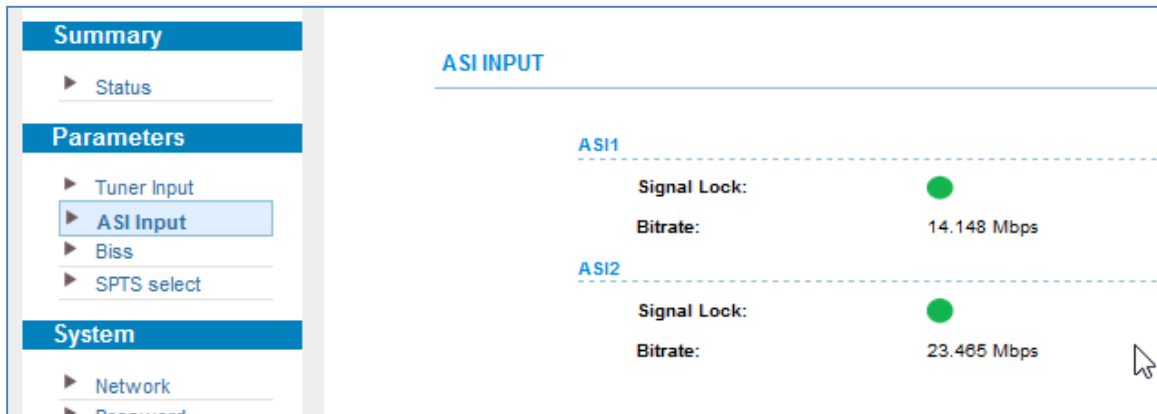 Summary
Status
Parameters
Tuner Input
ASI Input
Biss
SPTS select
System
Network
Password
ASI INPUT
ASI1
Signal Lock:
Bitrate: 14.148 Mbps
ASI2
Signal Lock:
Bitrate: 23.465 Mbps